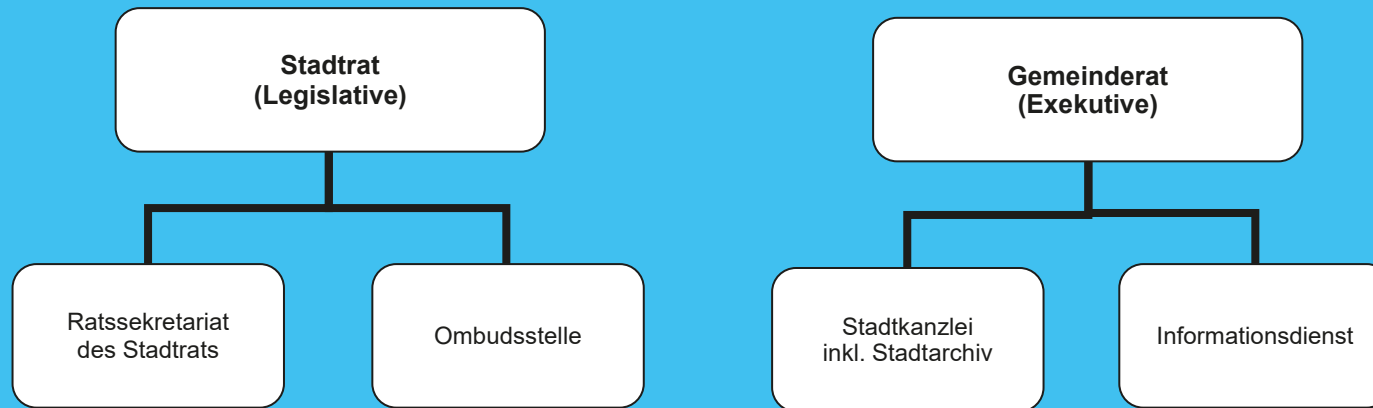 Stadtrat
(Legislative)
Gemeinderat
(Exekutive)
Ratssekretariat
des Stadtrats
Ombudsstelle
Stadtkanzlei
inkl. Stadtarchiv
Informationsdienst